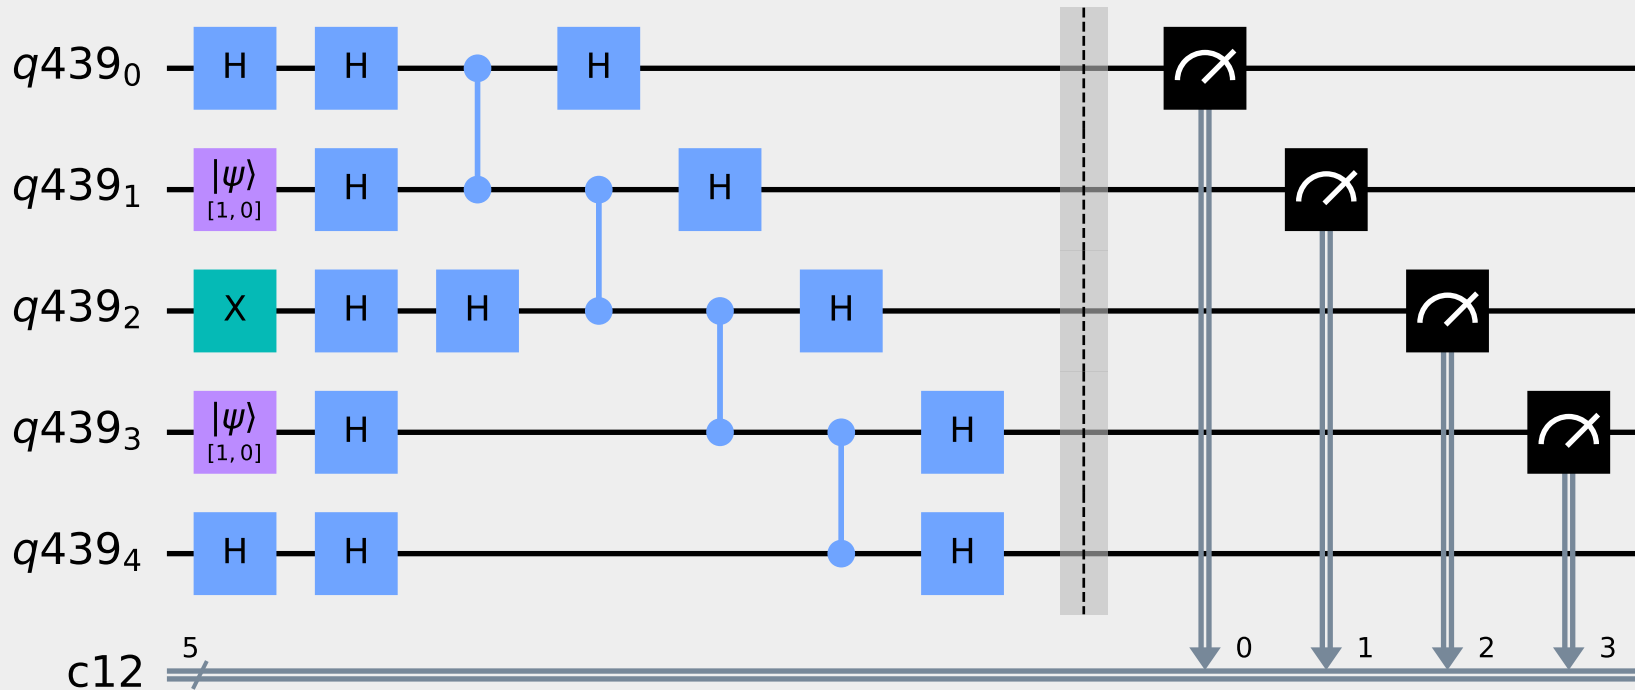 q439₀ H H H
q439₁ |ψ⟩ [1, 0] H H
q439₂ X H H H
q439₃ |ψ⟩ [1, 0] H H
q439₄ H H H
5 0 1 2 3
c12